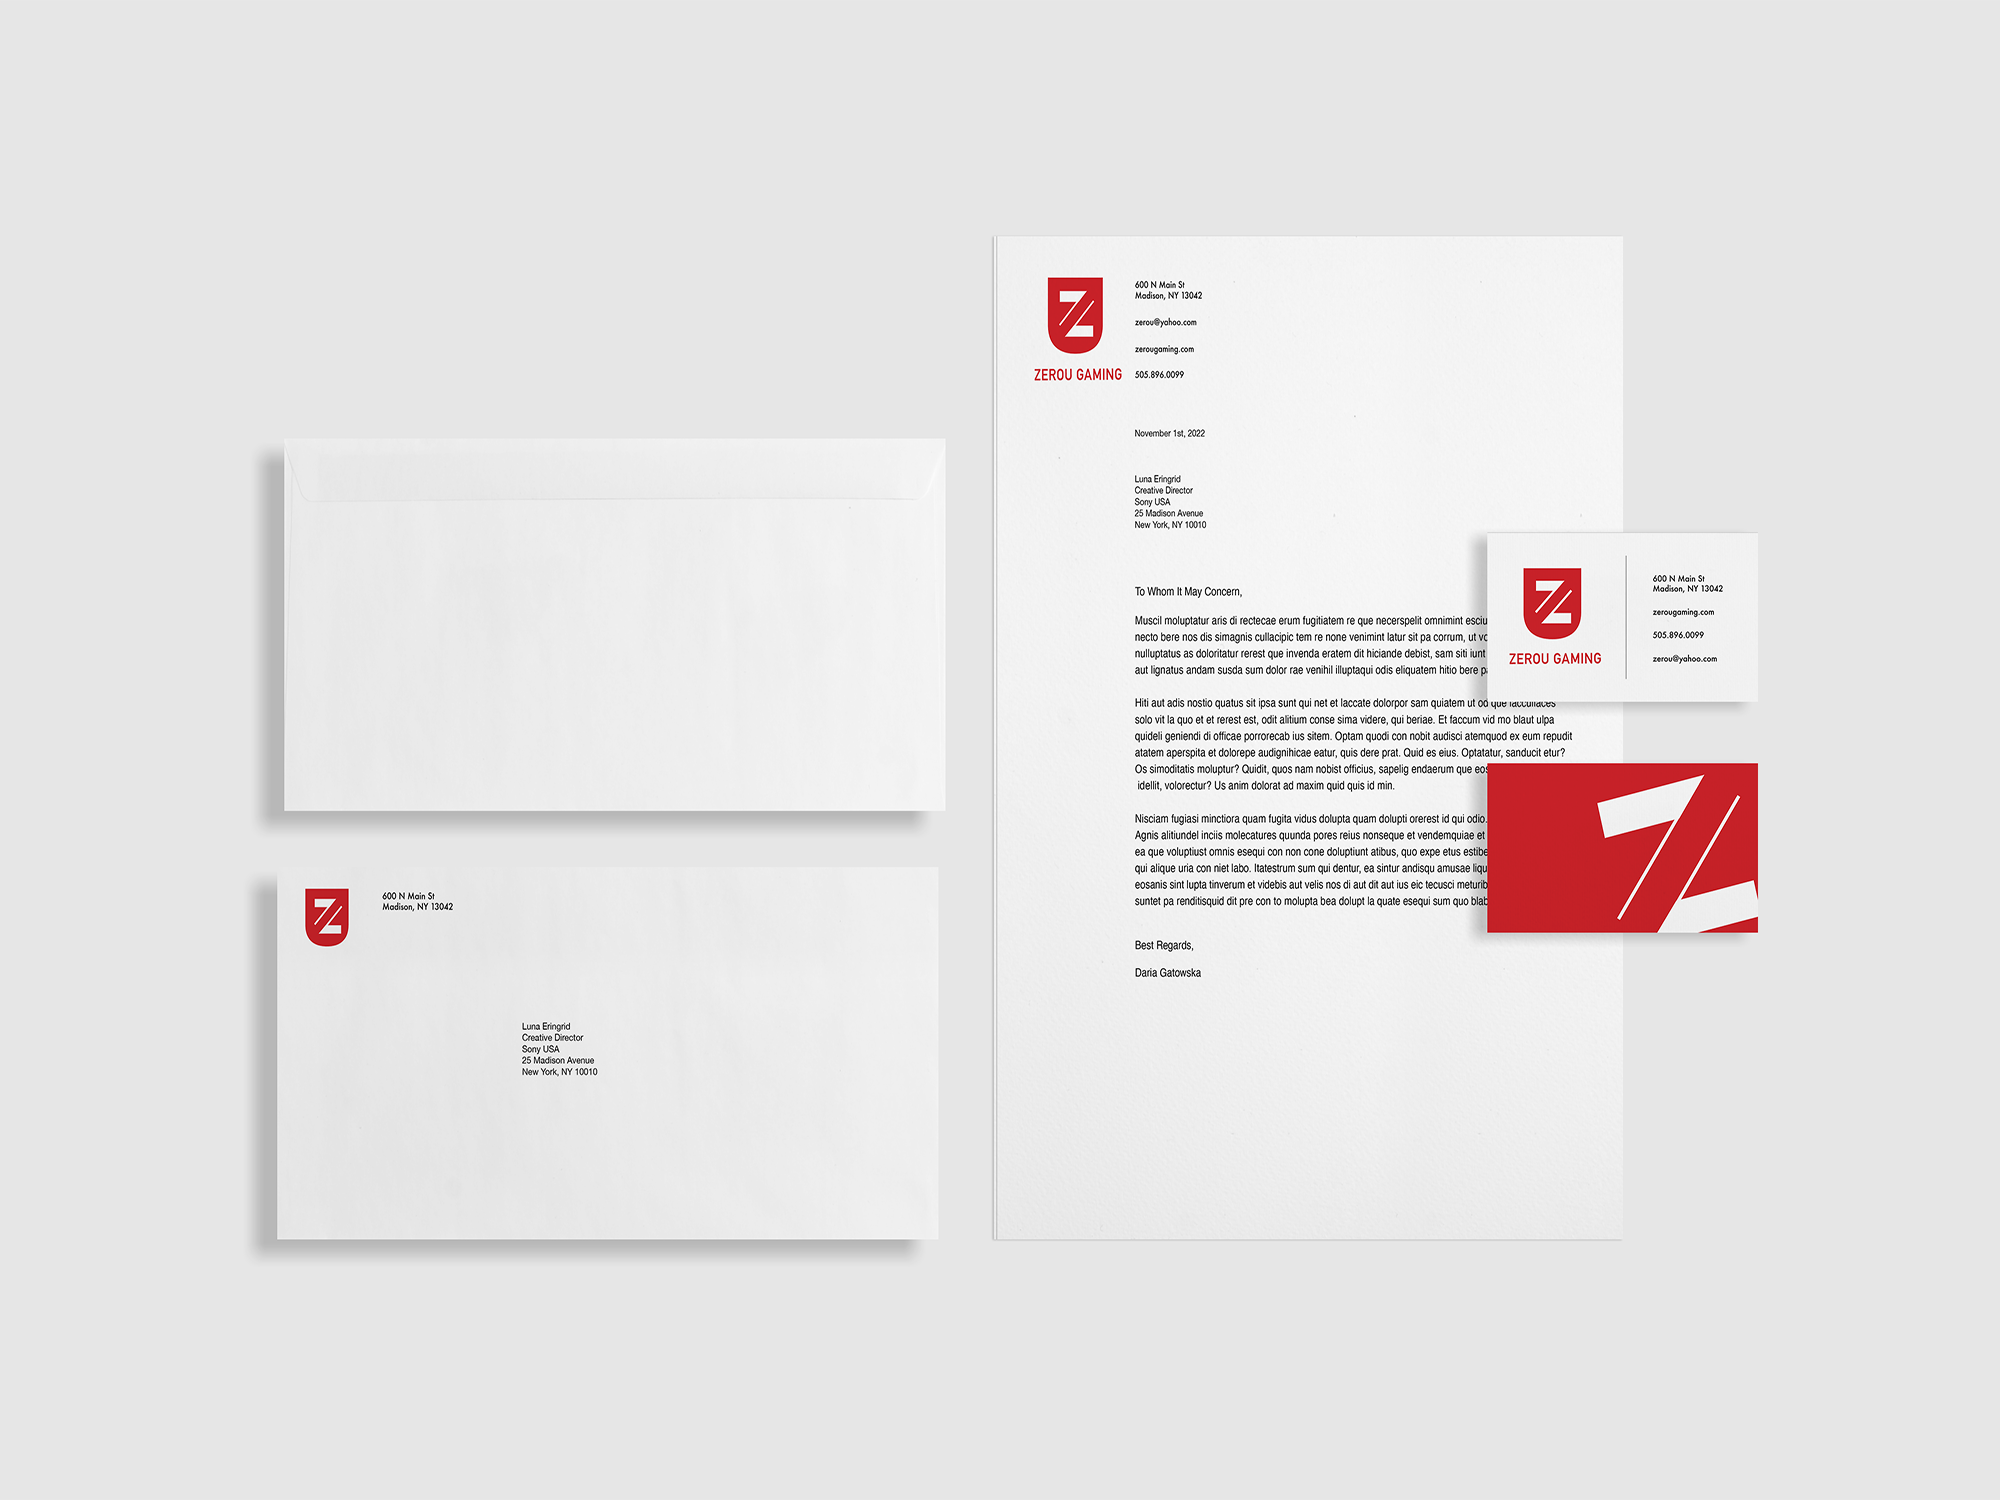 600 N Main St
Madison, NY 13042
Luna Eringrid
Creative Director
Sony USA
25 Madison Avenue
New York, NY 10010
ZEROU GAMING
600 N Main St
Madison, NY 13042
zerou@yahoo.com
zerougaming.com
505.896.0099
November 1st, 2022
Luna Eringrid
Creative Director
Sony USA
25 Madison Avenue
New York, NY 10010
To Whom It May Concern,
Muscil moluptatur aris di rectecae erum fugitiatem re que necerspelit omnimint esciu
necto bere nos dis simagnis cullacipic tem re none venimint latur sit pa corrum, ut vo
nulluptatus as doloritatur rerest que invenda eratem dit hiciande debist, sam siti iunt
aut lignatus andam susda sum dolor rae venihil illuptaqui odis eliquatem hitio bere
Hiti aut adis nostio quatus sit ipsa sunt qui net et laccate dolorpor sam quiatem ut od que
solo vit la quo et et rerest est, odit alitium conse sima videre, qui beriae. Et faccum vid mo blaut ulpa
quideli geniendi di officae porrorecab ius sitem. Optam quodi con nobit audisci atemquod ex eum repudit
atatem aperspita et dolorepe audignihicae eatur, quis dere prat. Quid es eius. Optatatur, sanducit etur?
Os simoditatis moluptur? Quidit, quos nam nobist officius, sapelig endaerum que eos
idellit, volorectur? Us anim dolorat ad maxim quid quis id min.
Nisciam fugiasi minctiora quam fugita vidus dolupta quam dolupti orerest id qui odio.
Agnis alitiundel inciis molecatures quunda pores reius nonseque et vendemquiae et
ea que voluptiust omnis esequi con non cone doluptiunt atibus, quo expe etus estibe
qui alique uria con niet labo. Itatestrum sum qui dentur, ea sintur andisqu amusae liqu
eosanis sint lupta tinverum et videbis aut velis nos di aut dit aut ius eic tecusci meturib
suntet pa renditisquid dit pre con to molupta bea dolupt la quate esequi sum quo blab
Best Regards,
Daria Gatowska
ZEROU GAMING
600 N Main St
Madison, NY 13042
zerougaming.com
505.896.0099
zerou@yahoo.com